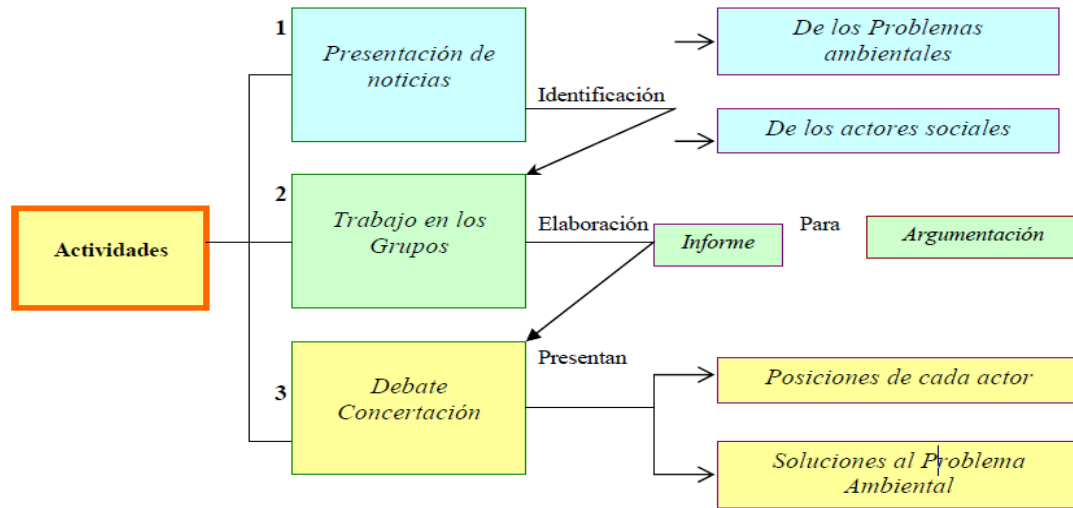 1
Presentación de
noticias
Identificación
De los Problemas
ambientales
De los actores sociales
Actividades
2
Trabajo en los
Grupos
Elaboración
Informe
Para
Argumentación
3
Debate
Concertación
Presentan
Posiciones de cada actor
Soluciones al Problema
Ambiental